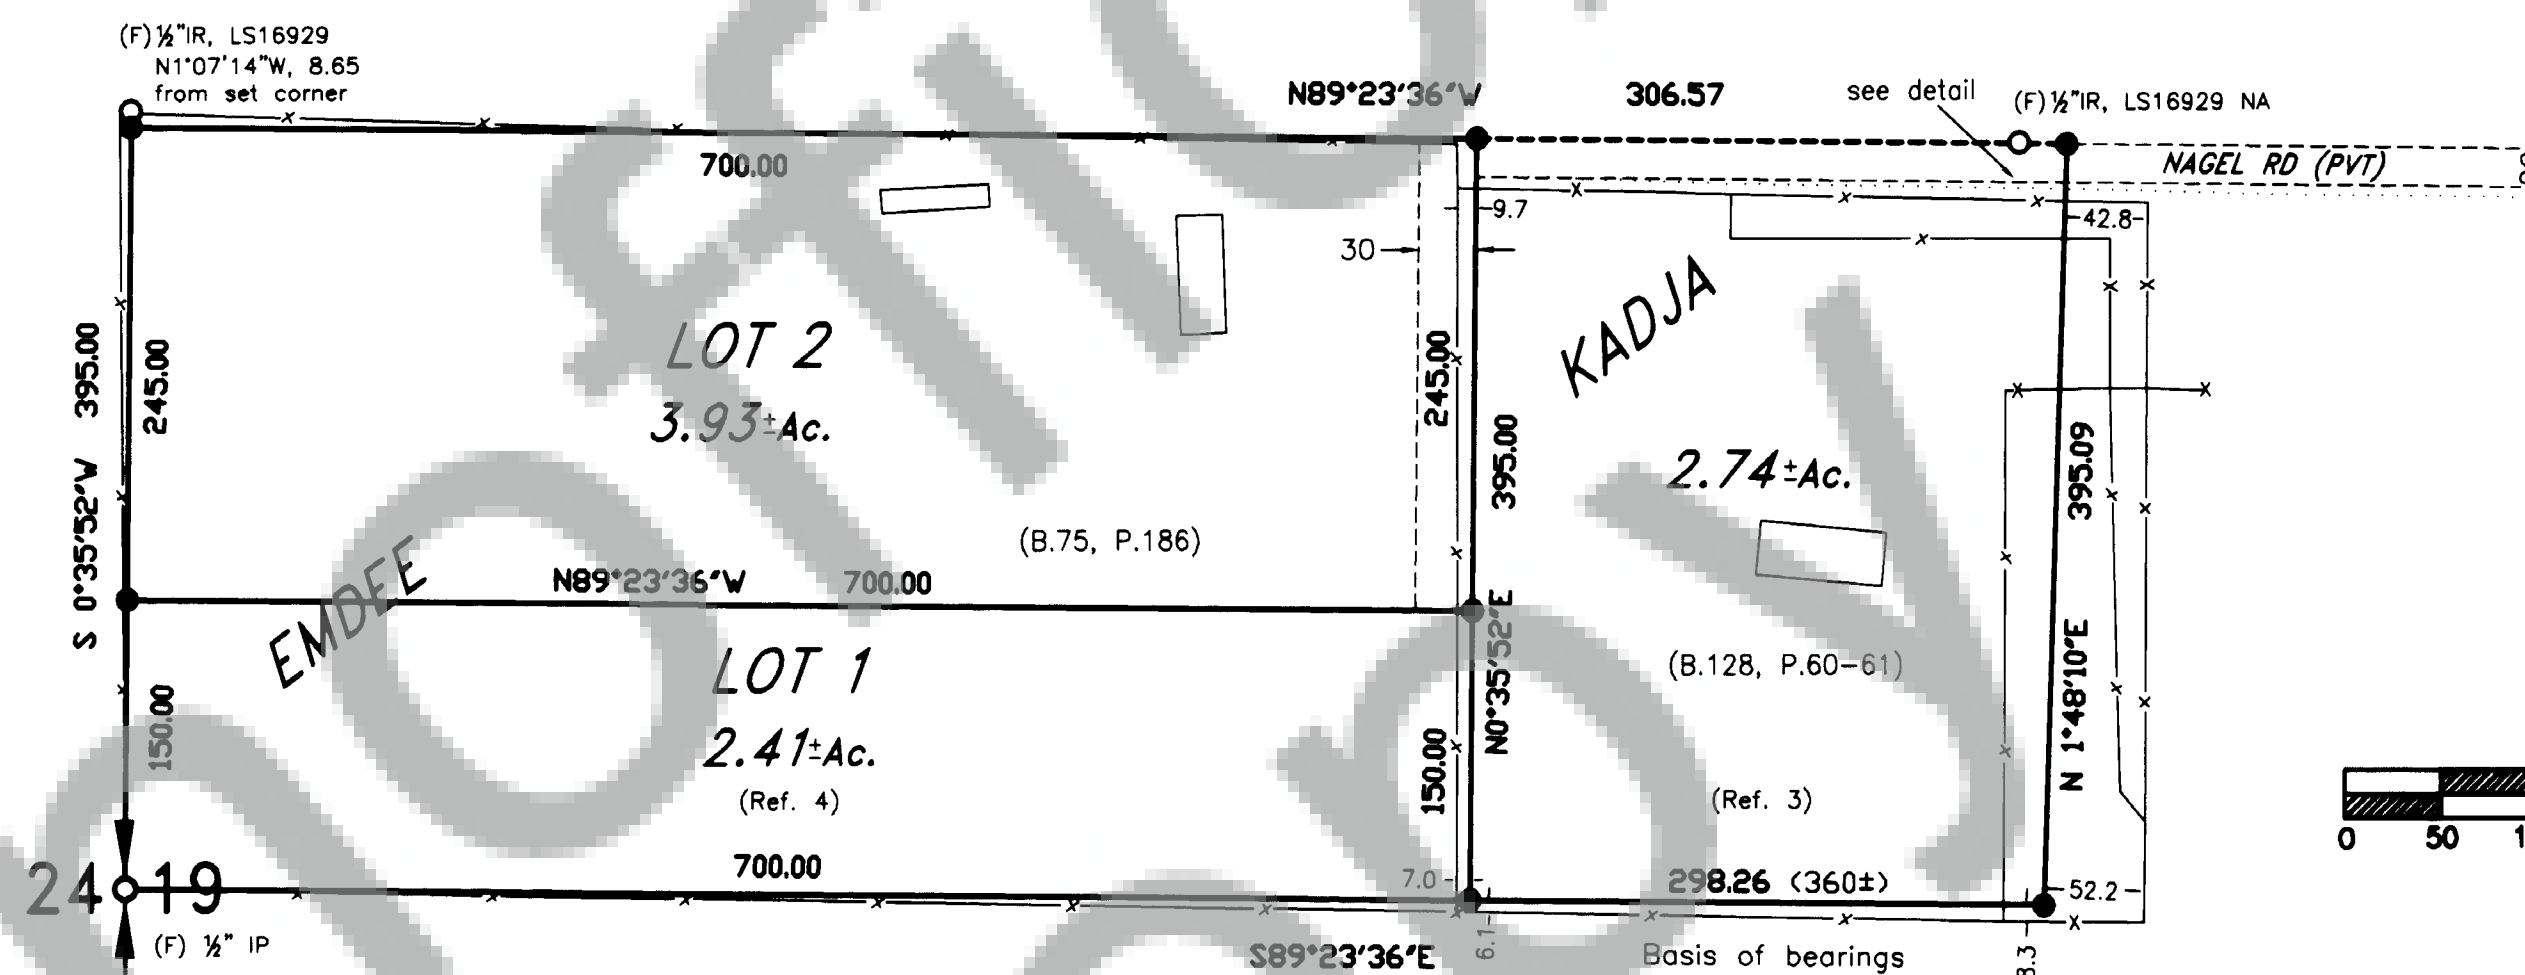 (F) ½"IR, LS16929
N1°07'14"W, 8.65
from set corner
N89°23'36"W 306.57
see detail
(F) ½"IR, LS16929 NA
NAGEL RD (PVT)
700.00
9.7
42.8
30
KADJA
LOT 2
3.93±Ac.
S 0°35'52"W 395.00
245.00
245.00
395.00
2.74±Ac.
395.09
(B.75, P.186)
N89°23'36"W 700.00
EMDEE
N0°35'52"E
(B.128, P.60-61)
N 1°48'10"E
LOT 1
2.41±Ac.
(Ref. 4)
150.00
150.00
(Ref. 3)
700.00
7.0
298.26 (360±)
52.2
24 19
(F) ½" IP
S89°23'36"E
6.1
Basis of bearings
3.3
0 50